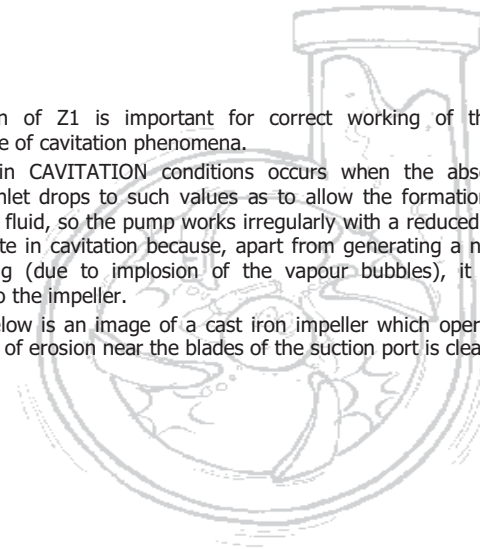 n of Z1 is important for correct working of th
e of cavitation phenomena.
in CAVITATION conditions occurs when the abs
nlet drops to such values as to allow the formation
fluid, so the pump works irregularly with a reduced
te in cavitation because, apart from generating a n
g (due to implosion of the vapour bubbles), it
o the impeller.
elow is an image of a cast iron impeller which oper
of erosion near the blades of the suction port is clea